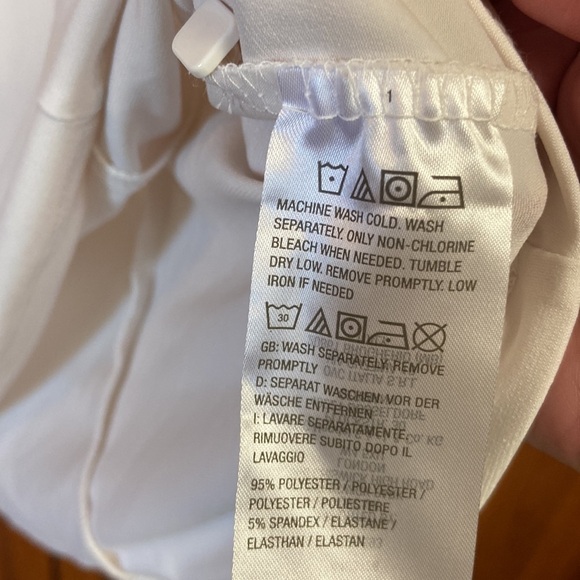 1
MACHINE WASH COLD. WASH
SEPARATELY. ONLY NON-CHLORINE
BLEACH WHEN NEEDED. TUMBLE
DRY LOW. REMOVE PROMPTLY. LOW
IRON IF NEEDED
30
GB: WASH SEPARATELY. REMOVE
PROMPTLY
D: SEPARAT WASCHEN. VOR DER
WÄSCHE ENTFERNEN
I: LAVARE SEPARATAMENTE.
RIMUOVERE SUBITO DOPO IL
LAVAGGIO
95% POLYESTER / POLYESTER /
POLYESTER / POLIESTERE
5% SPANDEX / ELASTANE /
ELASTHAN / ELASTAN